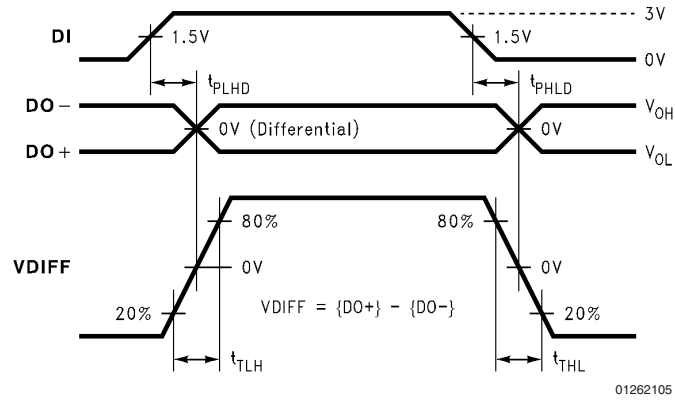 3V
DI
1.5V
1.5V
0V
tPLHD
tPHLD
DO−
VOH
0V (Differential)
0V
DO+
VOL
80%
80%
VDIFF
0V
0V
20%
VDIFF = {DO+} - {DO-}
20%
tTLH
tTHL
01262105